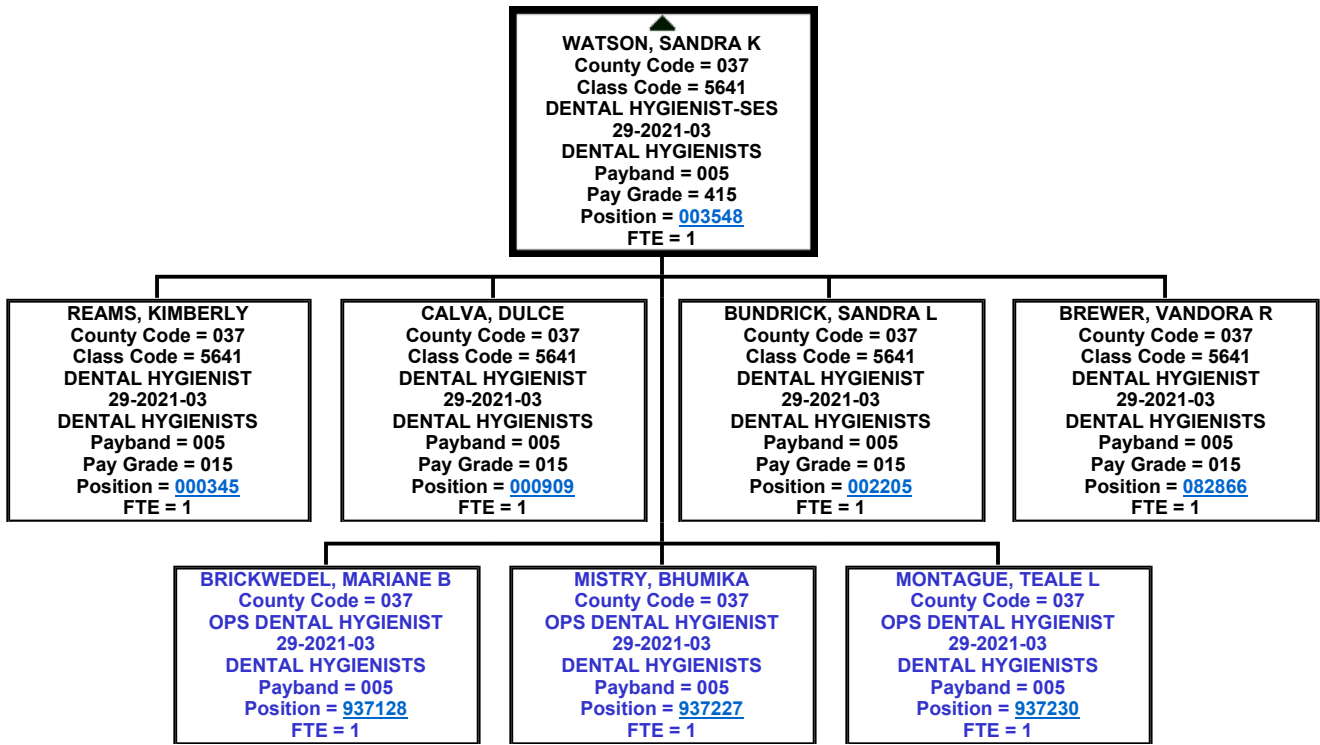 WATSON, SANDRA K
County Code = 037
Class Code = 5641
DENTAL HYGIENIST-SES
29-2021-03
DENTAL HYGIENISTS
Payband = 005
Pay Grade = 415
Position = 003548
FTE = 1
REAMS, KIMBERLY
County Code = 037
Class Code = 5641
DENTAL HYGIENIST
29-2021-03
DENTAL HYGIENISTS
Payband = 005
Pay Grade = 015
Position = 000345
FTE = 1
CALVA, DULCE
County Code = 037
Class Code = 5641
DENTAL HYGIENIST
29-2021-03
DENTAL HYGIENISTS
Payband = 005
Pay Grade = 015
Position = 000909
FTE = 1
BUNDRICK, SANDRA L
County Code = 037
Class Code = 5641
DENTAL HYGIENIST
29-2021-03
DENTAL HYGIENISTS
Payband = 005
Pay Grade = 015
Position = 002205
FTE = 1
BREWER, VANDORA R
County Code = 037
Class Code = 5641
DENTAL HYGIENIST
29-2021-03
DENTAL HYGIENISTS
Payband = 005
Pay Grade = 015
Position = 082866
FTE = 1
BRICKWEDEL, MARIANE B
County Code = 037
OPS DENTAL HYGIENIST
29-2021-03
DENTAL HYGIENISTS
Payband = 005
Position = 937128
FTE = 1
MISTRY, BHUMIKA
County Code = 037
OPS DENTAL HYGIENIST
29-2021-03
DENTAL HYGIENISTS
Payband = 005
Position = 937227
FTE = 1
MONTAGUE, TEALE L
County Code = 037
OPS DENTAL HYGIENIST
29-2021-03
DENTAL HYGIENISTS
Payband = 005
Position = 937230
FTE = 1